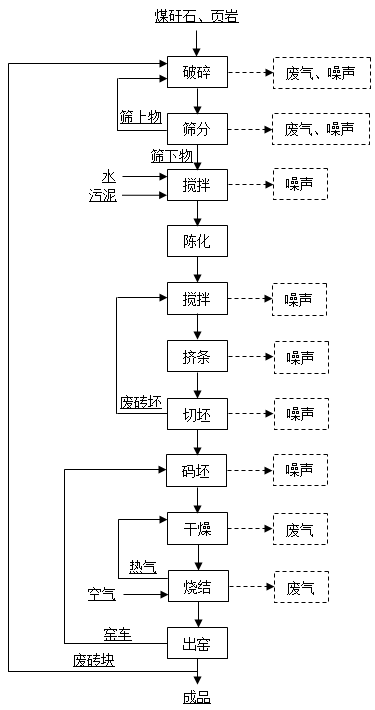 煤矸石、页岩
破碎
废气、噪声
筛上物
筛分
废气、噪声
筛下物
水
污泥
搅拌
噪声
陈化
搅拌
噪声
挤条
噪声
废砖坯
切坯
噪声
码坯
噪声
干燥
废气
热气
空气
烧结
废气
窑车
出窑
废砖块
成品